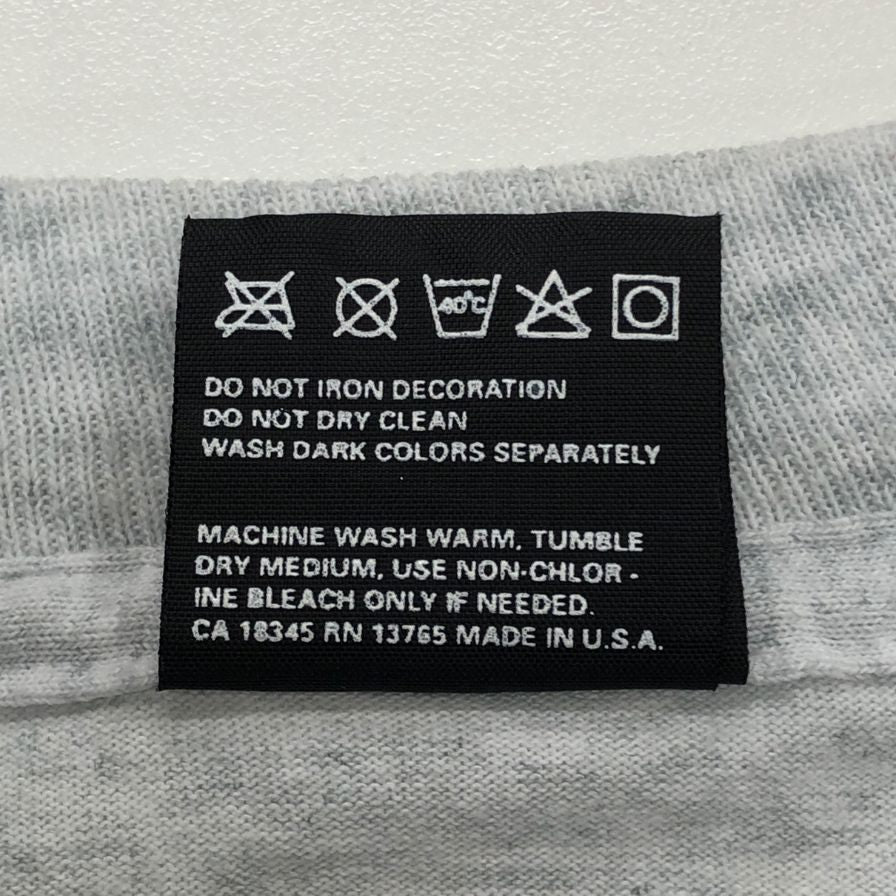 40°C
DO NOT IRON DECORATION
DO NOT DRY CLEAN
WASH DARK COLORS SEPARATELY
MACHINE WASH WARM, TUMBLE
DRY MEDIUM, USE NON-CHLOR -
INE BLEACH ONLY IF NEEDED.
CA 18345 RN 13765 MADE IN U.S.A.